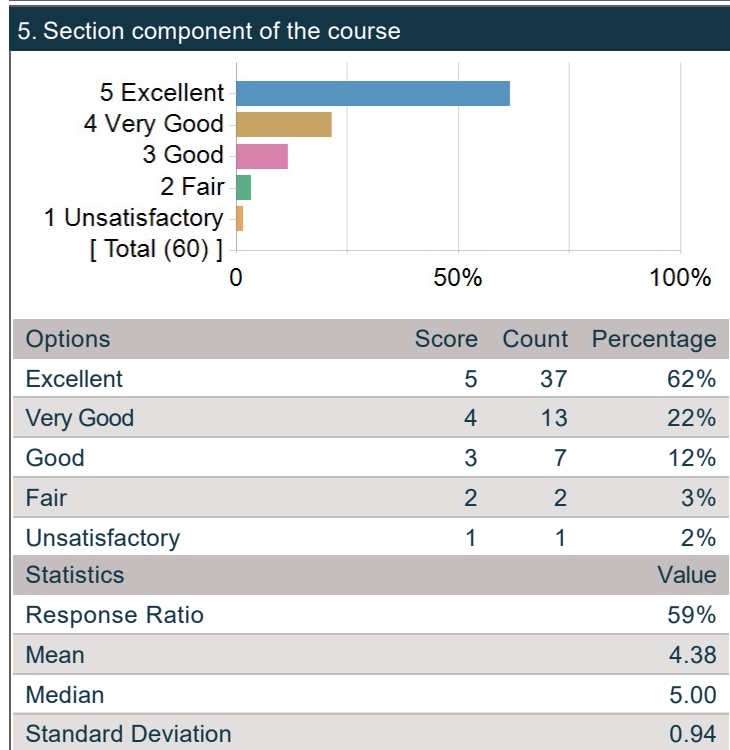 5. Section component of the course
5 Excellent
4 Very Good
3 Good
2 Fair
1 Unsatisfactory
[ Total (60) ]
0 50% 100%
Options Score Count Percentage
Excellent 5 37 62%
Very Good 4 13 22%
Good 3 7 12%
Fair 2 2 3%
Unsatisfactory 1 1 2%
Statistics Value
Response Ratio 59%
Mean 4.38
Median 5.00
Standard Deviation 0.94